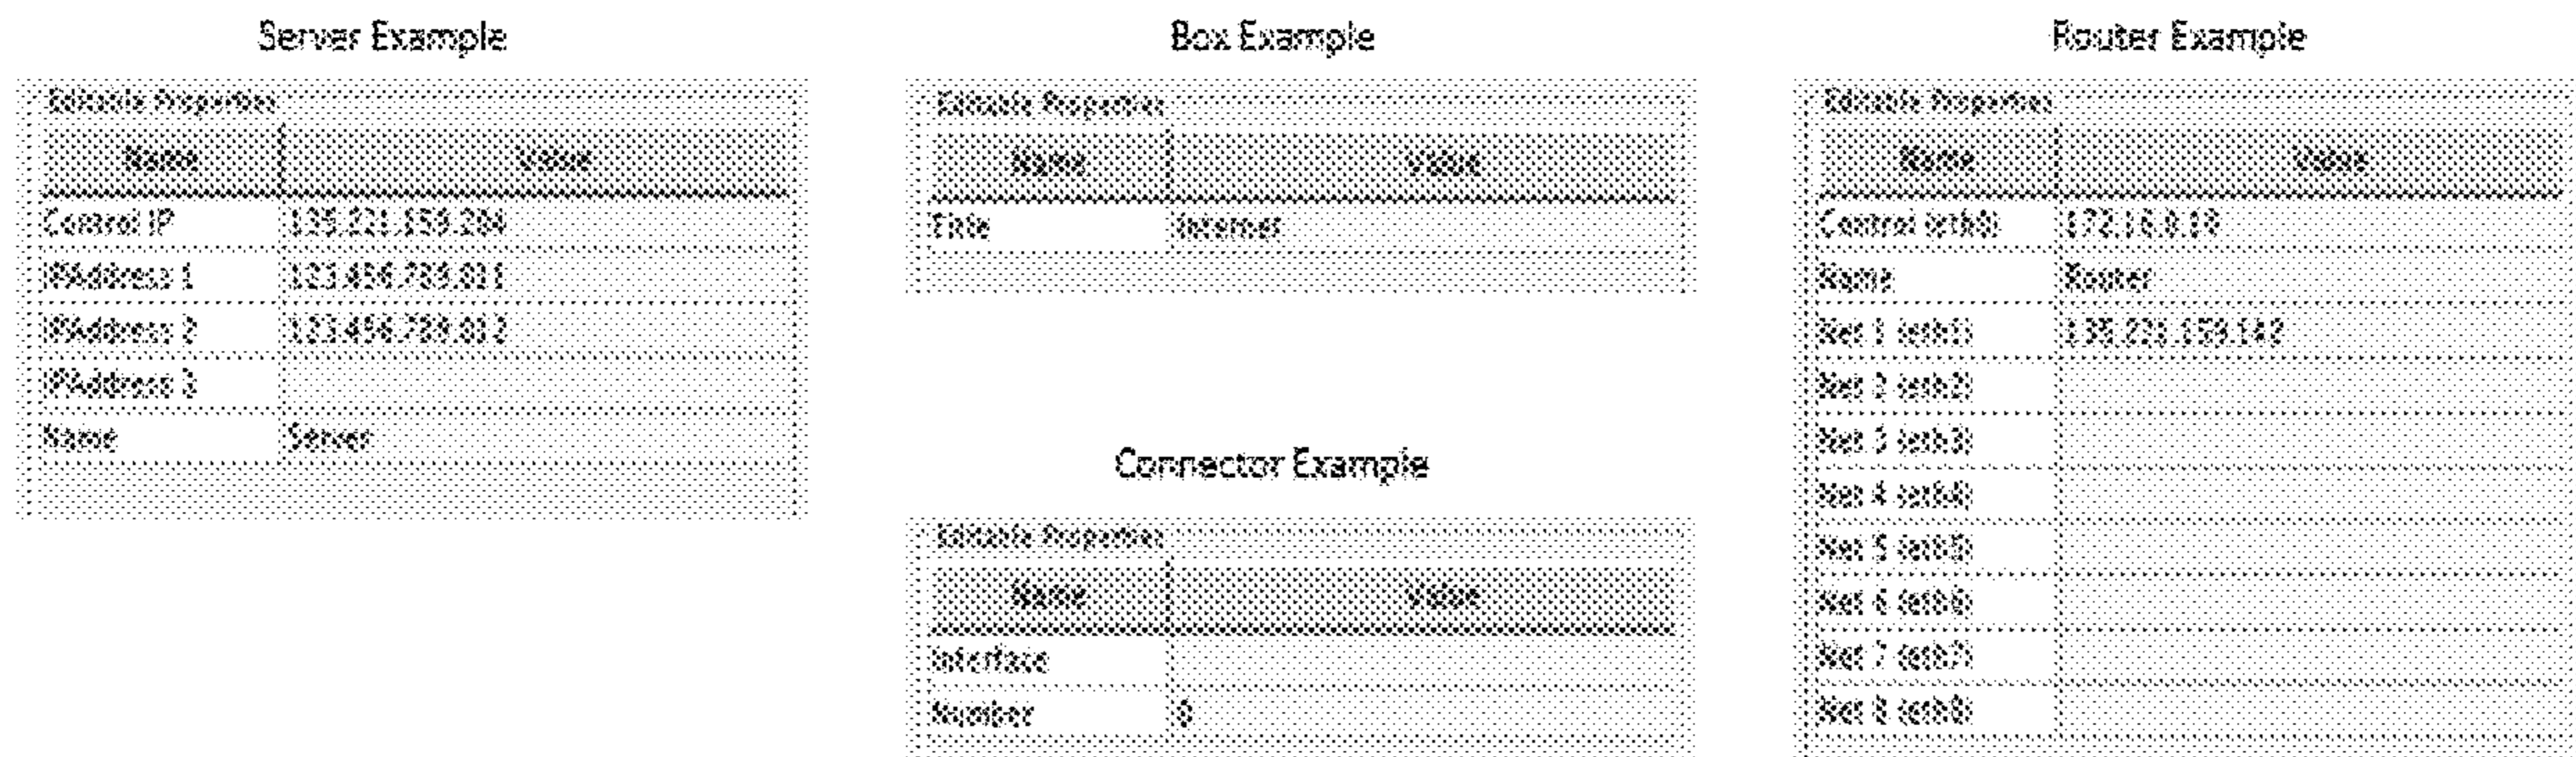 Server Example
Editable Properties
Name Value
Control IP 135.221.159.204
IPAddress 1 123.456.789.011
IPAddress 2 123.456.789.012
IPAddress 3
Name Server
Box Example
Editable Properties
Name Value
Title Internet
Connector Example
Editable Properties
Name Value
Interface
Number 0
Router Example
Editable Properties
Name Value
Control (eth0) 172.16.0.10
Name Router
Net 1 (eth1) 135.221.159.142
Net 2 (eth2)
Net 3 (eth3)
Net 4 (eth4)
Net 5 (eth5)
Net 6 (eth6)
Net 7 (eth7)
Net 8 (eth8)